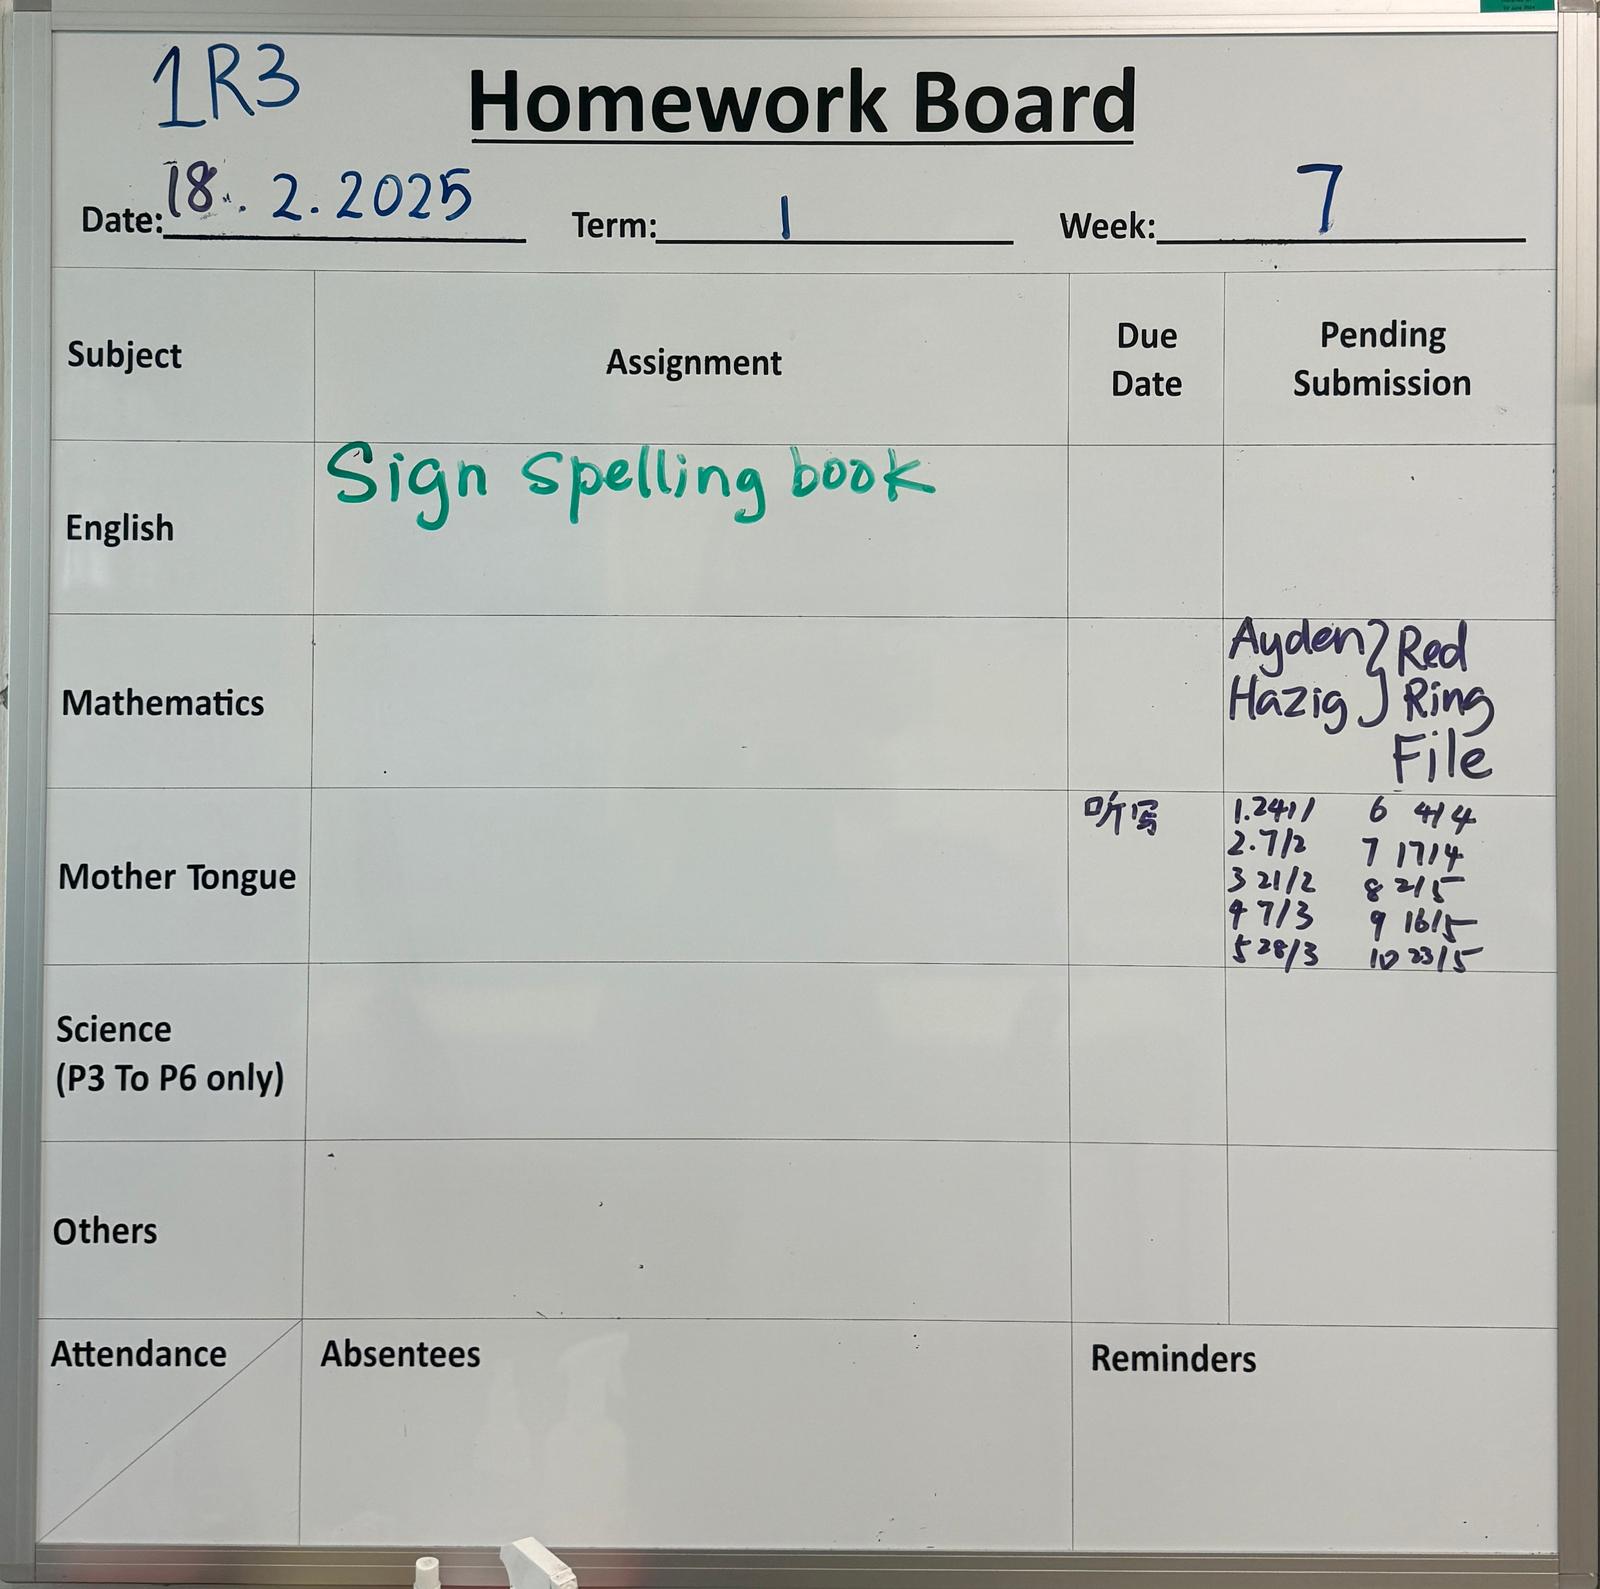 1R3
Homework Board
Date: 18. 2. 2025 Term: 1 Week: 7
Subject Assignment Due Date Pending Submission
English Sign spelling book
Mathematics
Ayden } Red
Hazig } Ring
File
Mother Tongue 听写
1. 24/1 6 4/4
2. 7/2 7 17/4
3 21/2 8 2/5
4 7/3 9 16/5
5 28/3 10 23/5
Science
(P3 To P6 only)
Others
Attendance Absentees Reminders